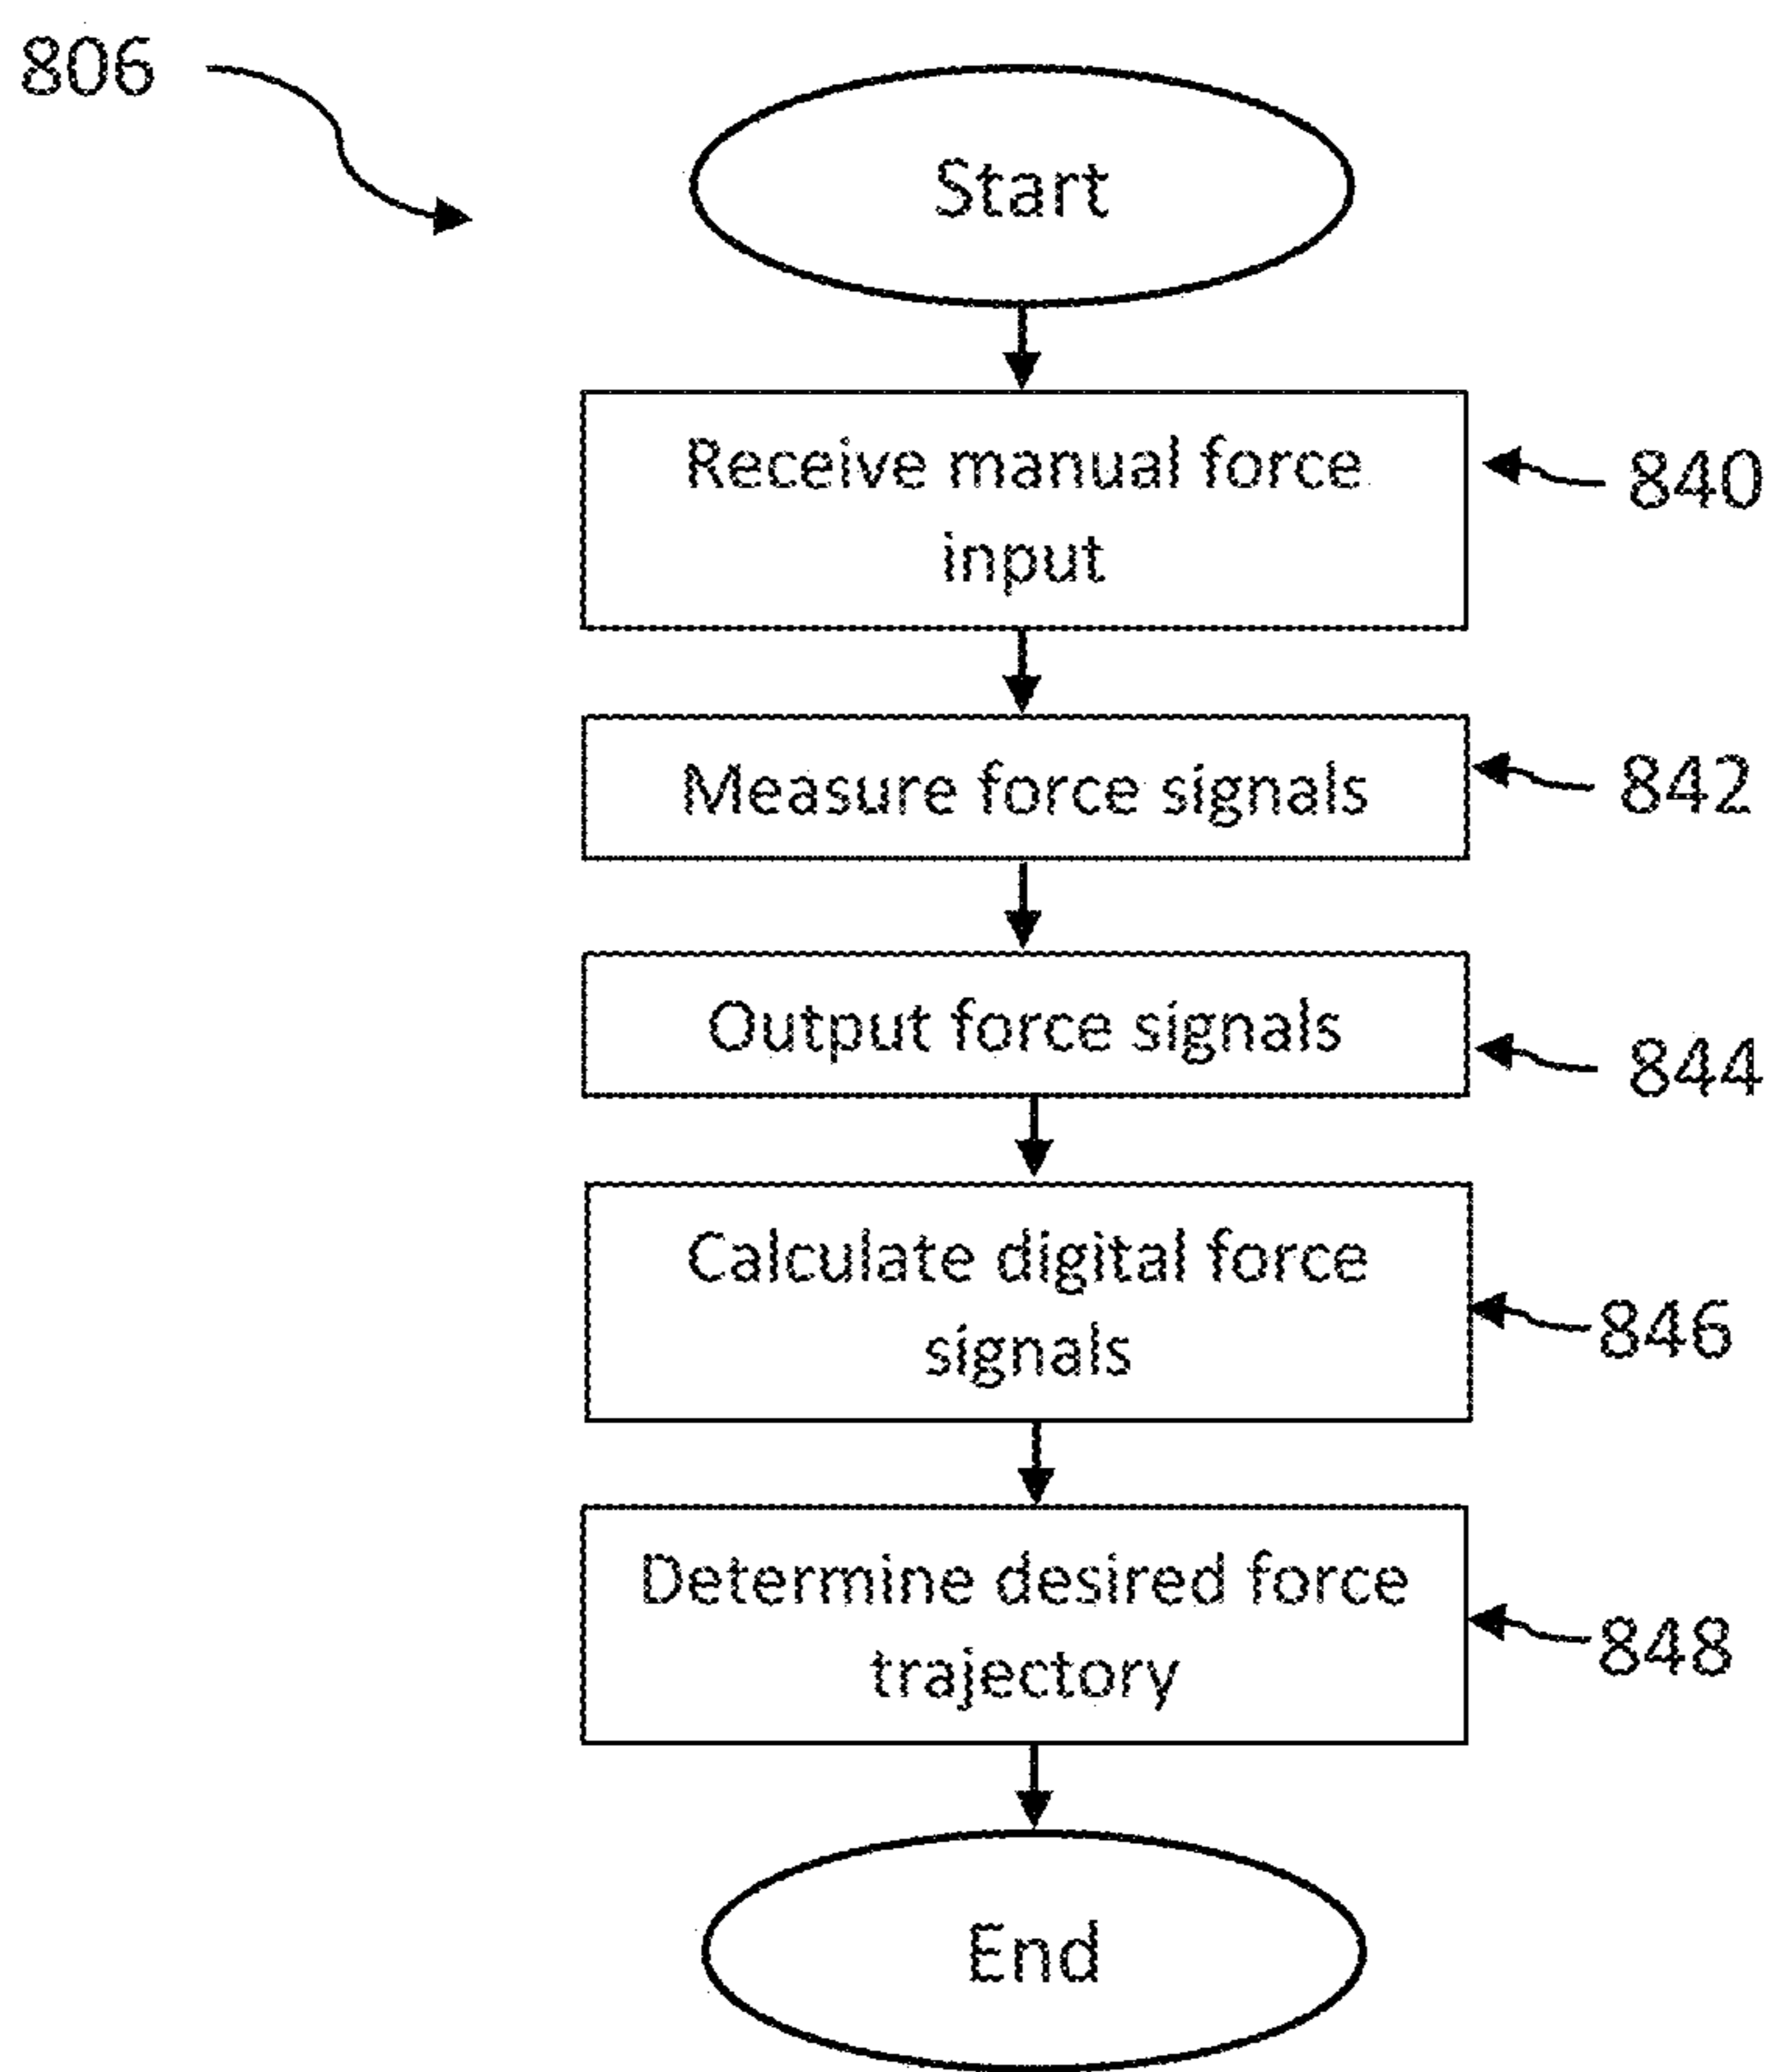 806
Start
Receive manual force
input
840
Measure force signals
842
Output force signals
844
Calculate digital force
signals
846
Determine desired force
trajectory
848
End